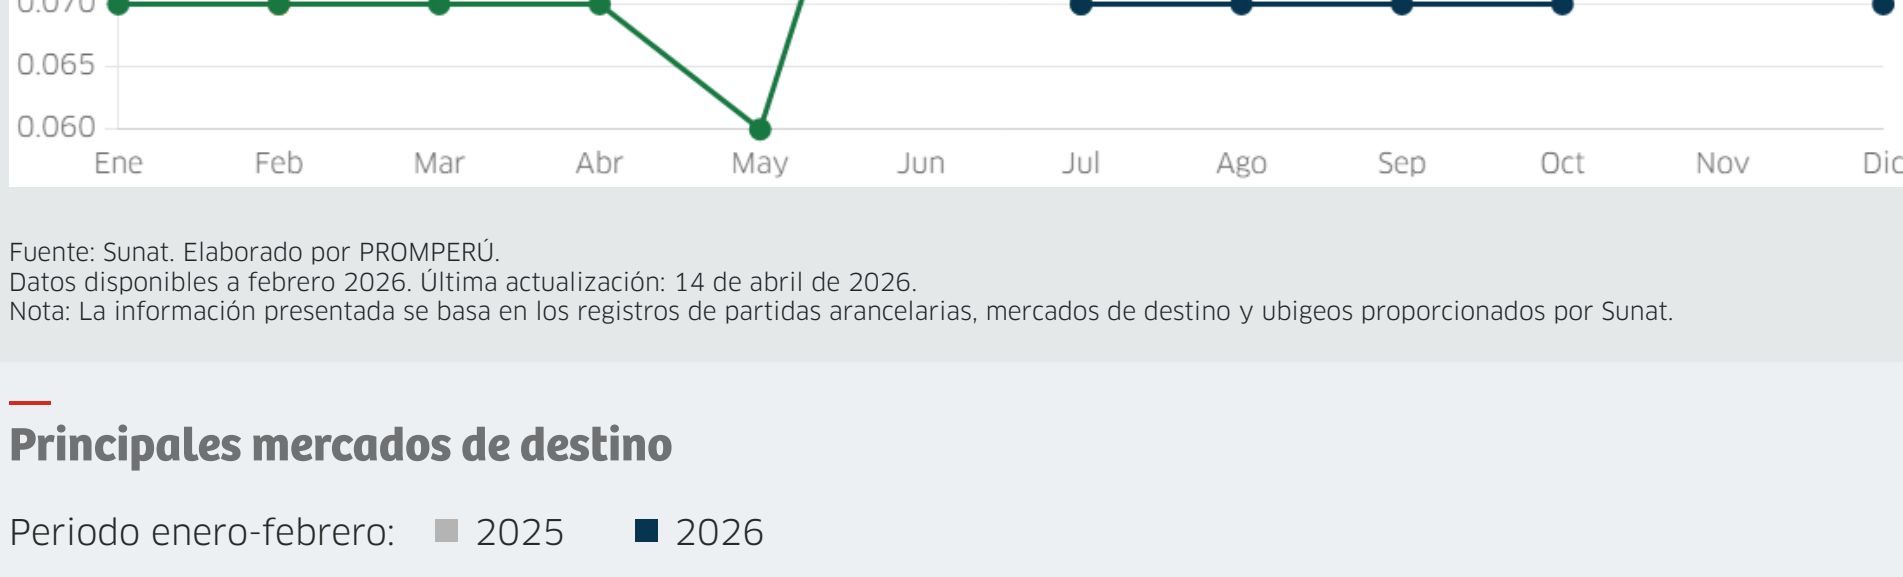 0.070
0.065
0.060
Ene Feb Mar Abr May Jun Jul Ago Sep Oct Nov Dic
Fuente: Sunat. Elaborado por PROMPERÚ.
Datos disponibles a febrero 2026. Última actualización: 14 de abril de 2026.
Nota: La información presentada se basa en los registros de partidas arancelarias, mercados de destino y ubigeos proporcionados por Sunat.
Principales mercados de destino
Periodo enero-febrero: 2025 2026